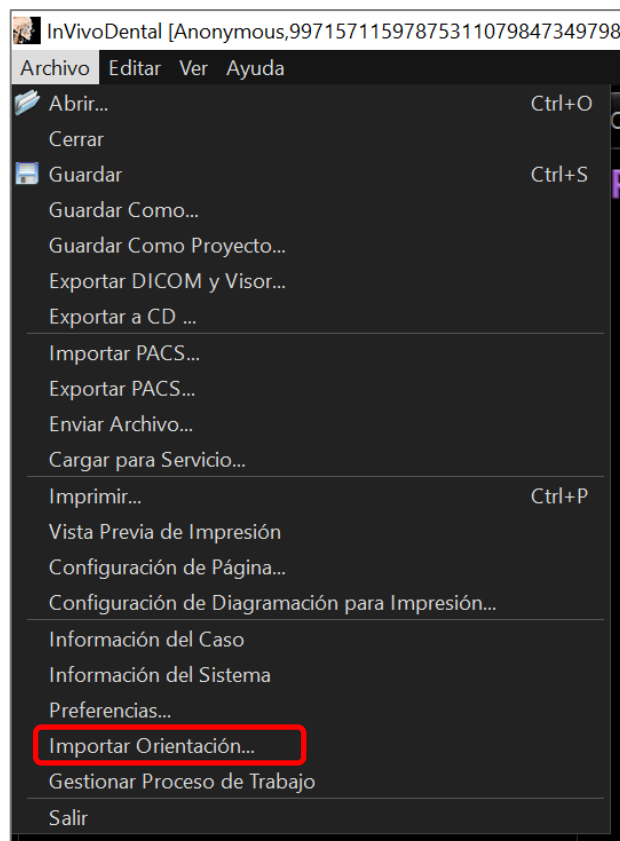 InVivoDental [Anonymous,99715711597875311079847349798
Archivo Editar Ver Ayuda
Abrir... Ctrl+O
Cerrar
Guardar Ctrl+S
Guardar Como...
Guardar Como Proyecto...
Exportar DICOM y Visor...
Exportar a CD ...
Importar PACS...
Exportar PACS...
Enviar Archivo...
Cargar para Servicio...
Imprimir... Ctrl+P
Vista Previa de Impresión
Configuración de Página...
Configuración de Diagramación para Impresión...
Información del Caso
Información del Sistema
Preferencias...
Importar Orientación...
Gestionar Proceso de Trabajo
Salir